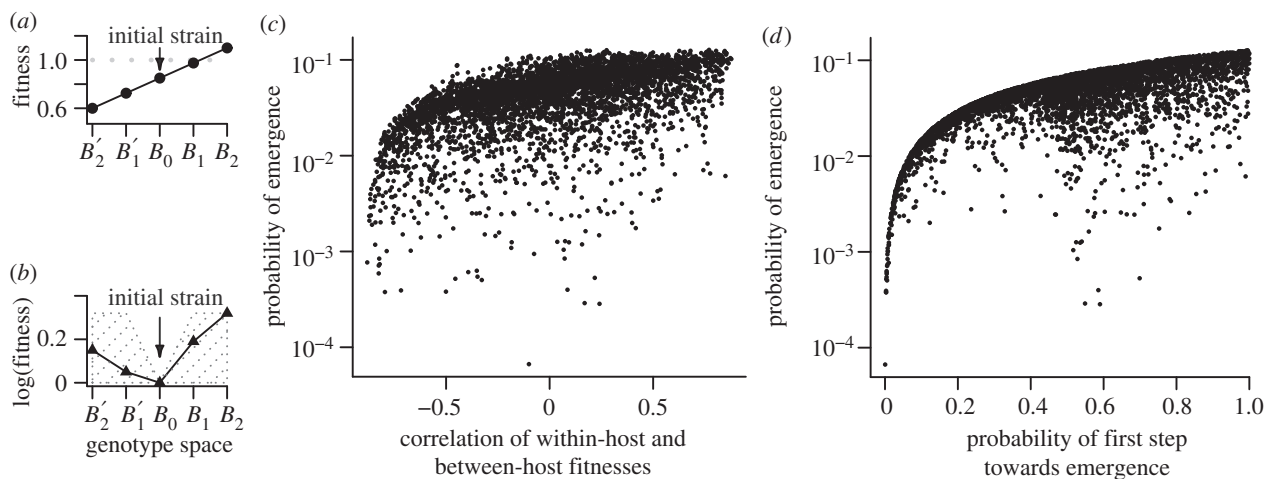 (a)
initial strain
fitness
1.0
0.6
B′2 B′1 B0 B1 B2
(b)
initial strain
log(fitness)
0.2
0
B′2 B′1 B0 B1 B2
genotype space
(c)
probability of emergence
10−1
10−2
10−3
10−4
−0.5 0 0.5
correlation of within-host and
between-host fitnesses
(d)
probability of emergence
10−1
10−2
10−3
10−4
0 0.2 0.4 0.6 0.8 1.0
probability of first step
towards emergence